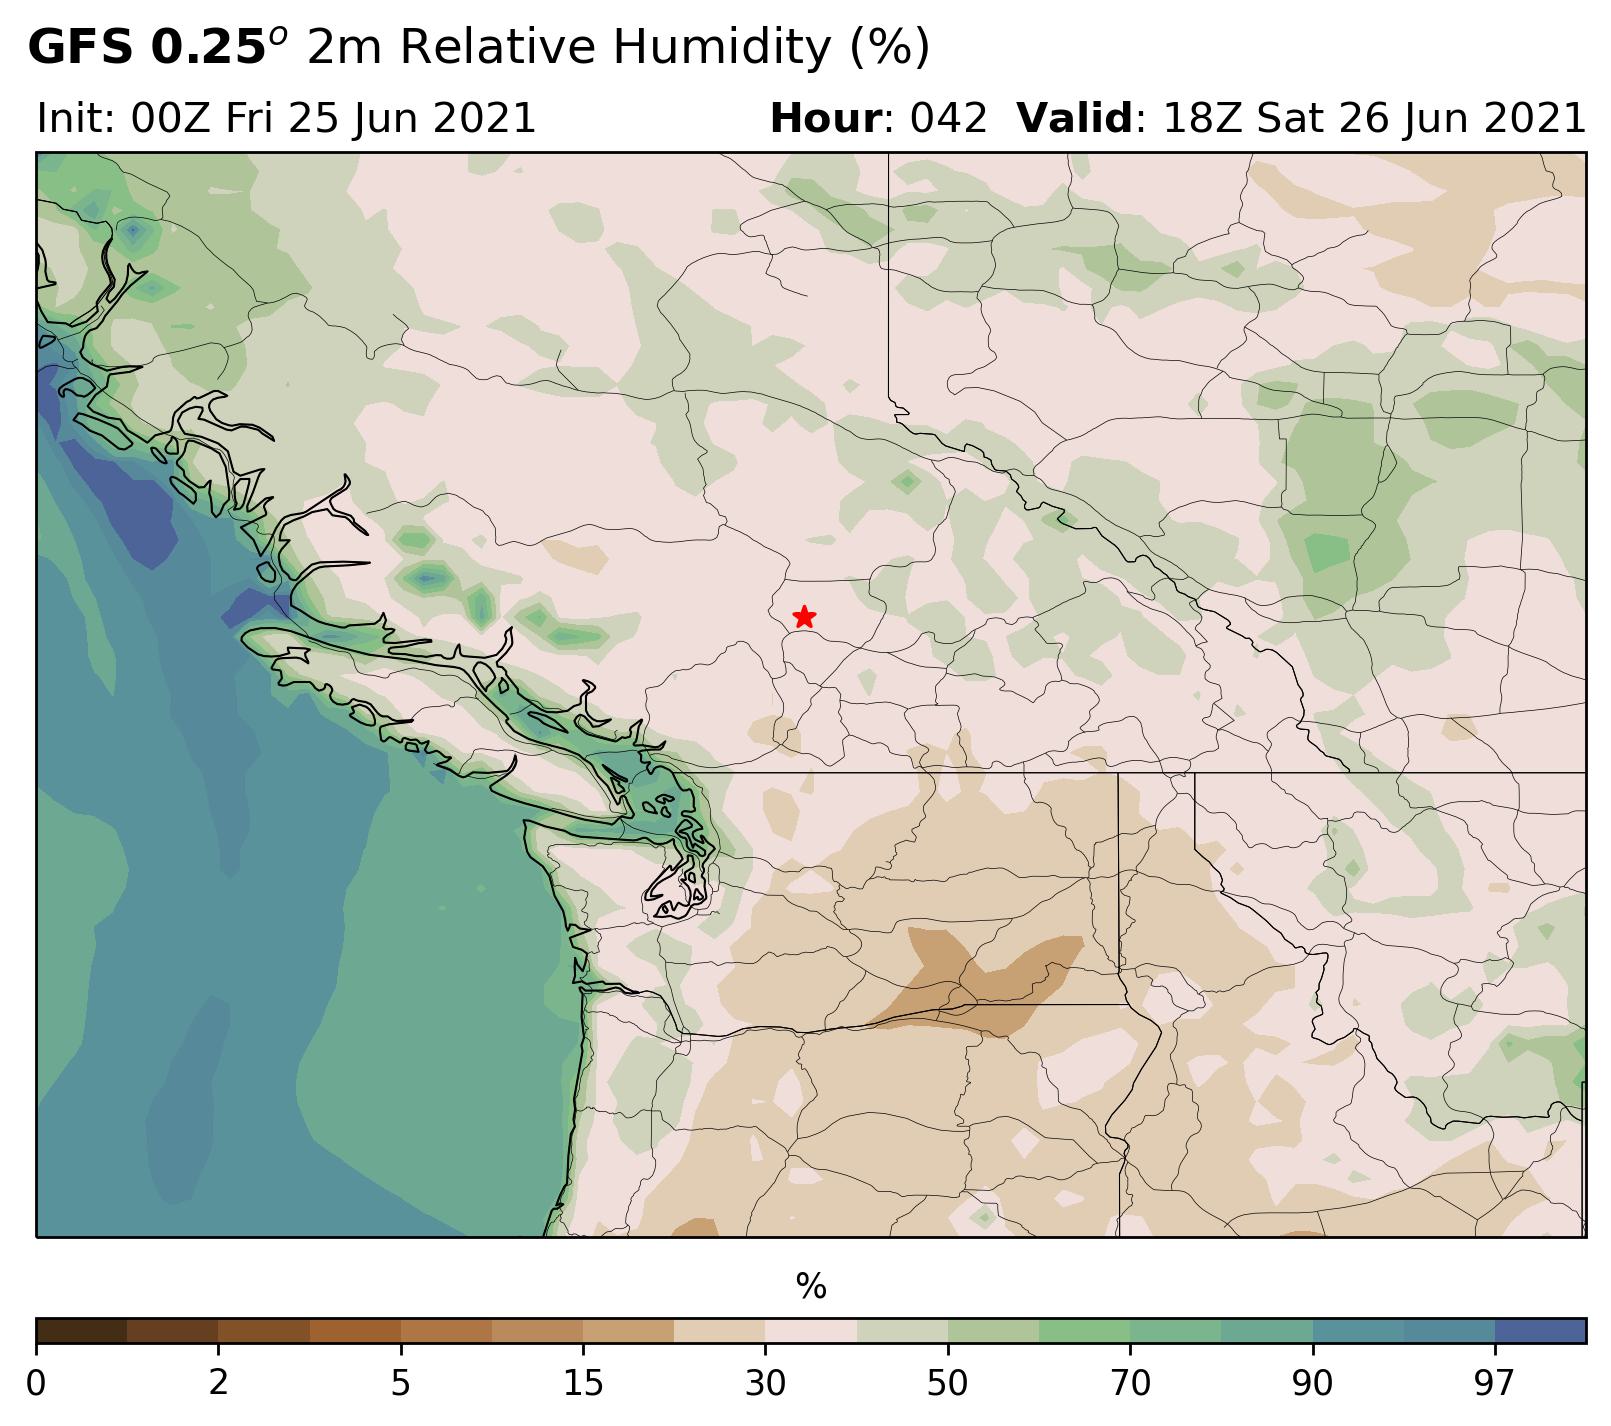 GFS 0.25° 2m Relative Humidity (%)
Init: 00Z Fri 25 Jun 2021 Hour: 042 Valid: 18Z Sat 26 Jun 2021
%
0 2 5 15 30 50 70 90 97